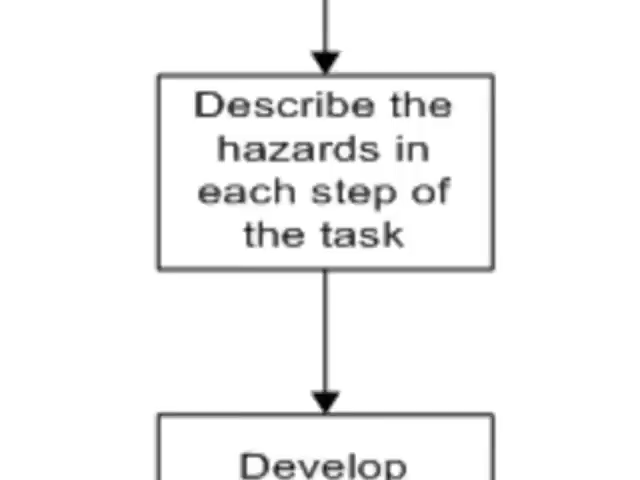 Describe the
hazards in
each step of
the task
Develop